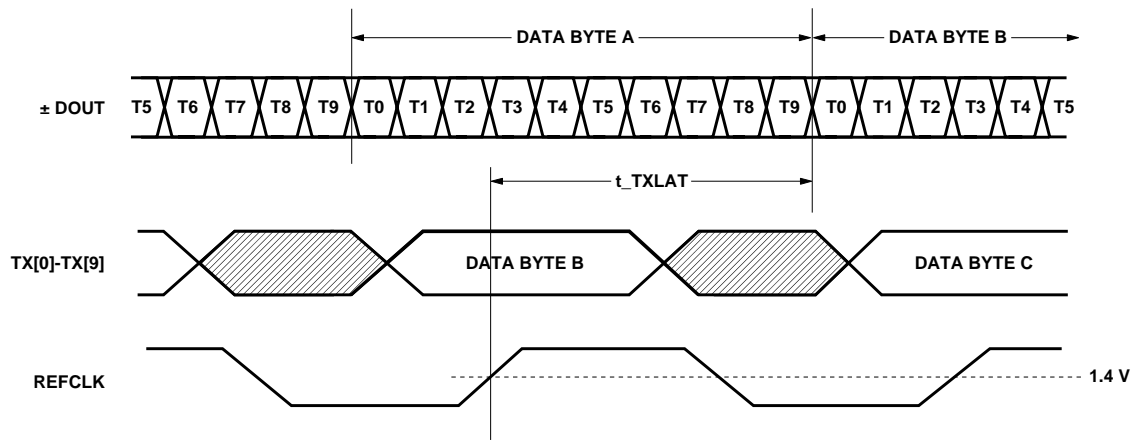 DATA BYTE A DATA BYTE B
± DOUT T5 T6 T7 T8 T9 T0 T1 T2 T3 T4 T5 T6 T7 T8 T9 T0 T1 T2 T3 T4 T5
t_TXLAT
TX[0]-TX[9] DATA BYTE B DATA BYTE C
REFCLK 1.4 V